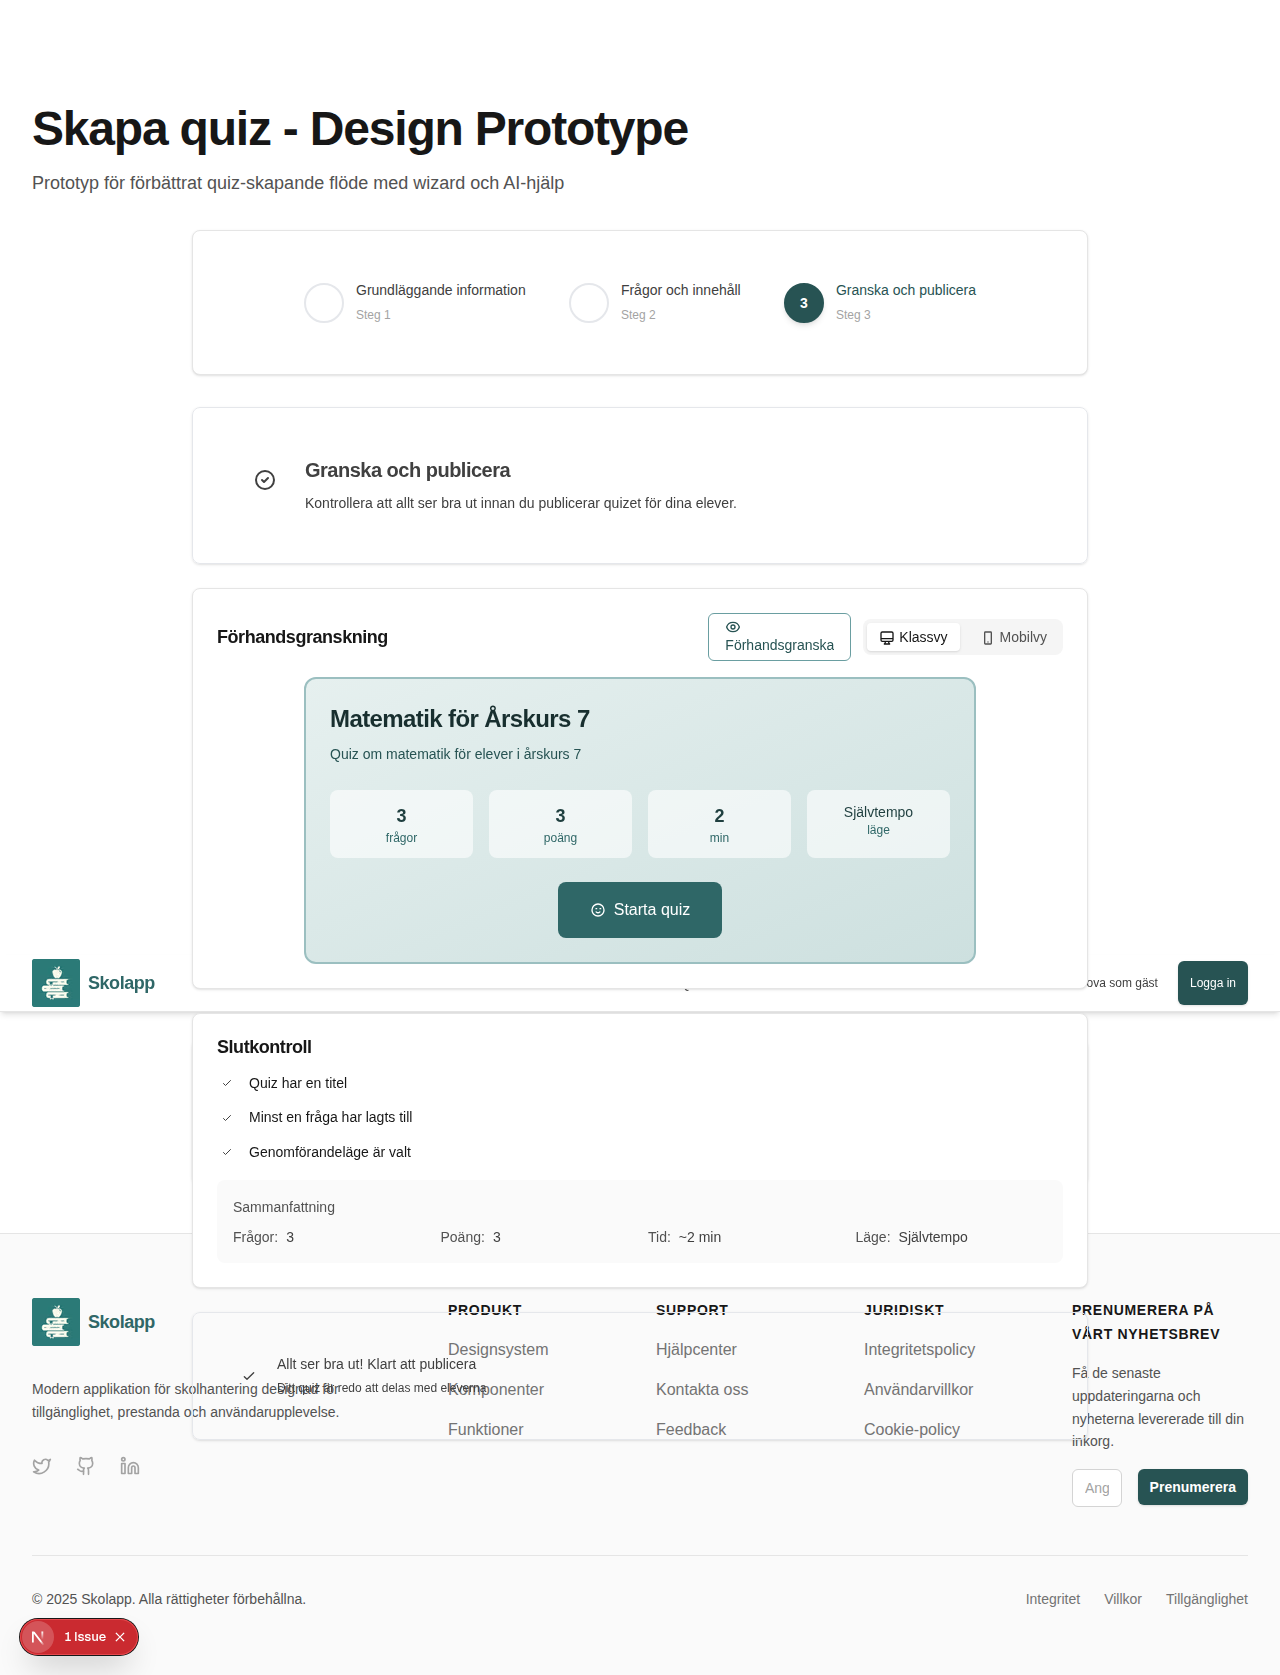 Skapa quiz - Design Prototype
Prototyp för förbättrat quiz-skapande flöde med wizard och AI-hjälp
Grundläggande information
Steg 1
Frågor och innehåll
Steg 2
3
Granska och publicera
Steg 3
Granska och publicera
Kontrollera att allt ser bra ut innan du publicerar quizet för dina elever.
Förhandsgranskning
Förhandsgranska
Klassvy
Mobilvy
Matematik för Årskurs 7
Quiz om matematik för elever i årskurs 7
3
frågor
3
poäng
2
min
Självtempo
läge
Starta quiz
Skolapp
ova som gäst
Logga in
Slutkontroll
Quiz har en titel
Minst en fråga har lagts till
Genomförandeläge är valt
Sammanfattning
Frågor: 3
Poäng: 3
Tid: ~2 min
Läge: Självtempo
Skolapp
Modern applikation för skolhantering designad för
tillgänglighet, prestanda och användarupplevelse.
Allt ser bra ut! Klart att publicera
Ditt quiz är redo att delas med eleverna
PRODUKT
Designsystem
Komponenter
Funktioner
SUPPORT
Hjälpcenter
Kontakta oss
Feedback
JURIDISKT
Integritetspolicy
Användarvillkor
Cookie-policy
PRENUMERERA PÅ
VÅRT NYHETSBREV
Få de senaste
uppdateringarna och
nyheterna levererade till din
inkorg.
Ang
Prenumerera
© 2025 Skolapp. Alla rättigheter förbehållna.
Integritet
Villkor
Tillgänglighet
N
1 Issue